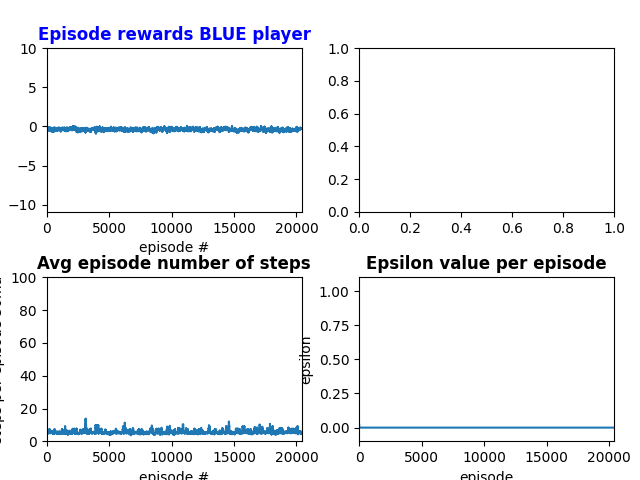 Episode rewards BLUE player
10
5
0
−5
−10
0 5000 10000 15000 20000
episode #
1.0
0.8
0.6
0.4
0.2
0.0
0.0 0.2 0.4 0.6 0.8 1.0
Avg episode number of steps
100
80
60
40
20
0
0 5000 10000 15000 20000
episode #
Epsilon value per episode
epsilon
1.00
0.75
0.50
0.25
0.00
0 5000 10000 15000 20000
episode